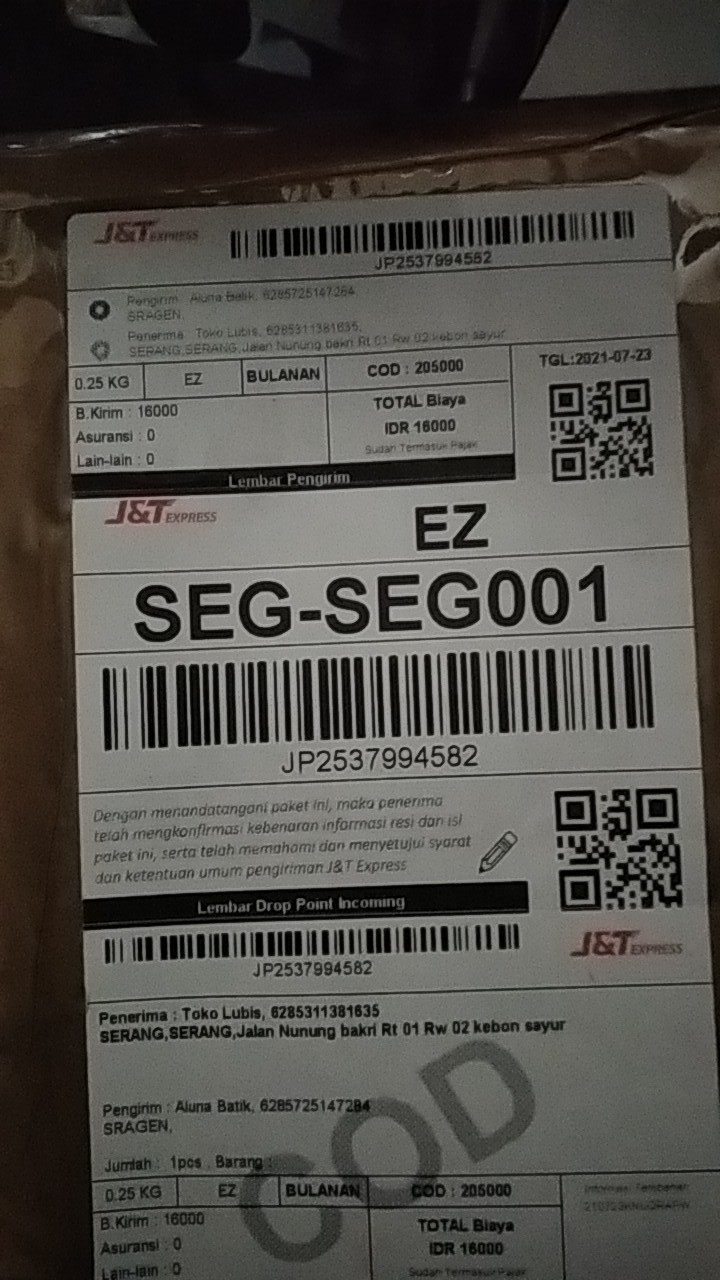 J&T EXPRESS
JP2537994582
Pengirim : Aluna Batik, 6285725147284
SRAGEN,
Penerima : Toko Lubis, 6285311381635,
SERANG,SERANG,Jalan Nunung bakri Rt 01 Rw 02 kebon sayur
0.25 KG EZ BULANAN COD : 205000 TGL:2021-07-23
B.Kirim : 16000 TOTAL Biaya
Asuransi : 0 IDR 16000
Lain-lain : 0 Sudah Termasuk Pajak
Lembar Pengirim
J&T EXPRESS EZ
SEG-SEG001
JP2537994582
Dengan menandatangani paket ini, maka penerima
telah mengkonfirmasi kebenaran informasi resi dan isi
paket ini, serta telah memahami dan menyetujui syarat
dan ketentuan umum pengiriman J&T Express
Lembar Drop Point Incoming
JP2537994582
J&T EXPRESS
Penerima : Toko Lubis, 6285311381635
SERANG,SERANG,Jalan Nunung bakri Rt 01 Rw 02 kebon sayur
COD
Pengirim : Aluna Batik, 6285725147284
SRAGEN,
Jumlah : 1pcs , Barang :
0.25 KG EZ BULANAN COD : 205000
B.Kirim : 16000 TOTAL Biaya
Asuransi : 0 IDR 16000
Lain-lain : 0 Sudah Termasuk Pajak